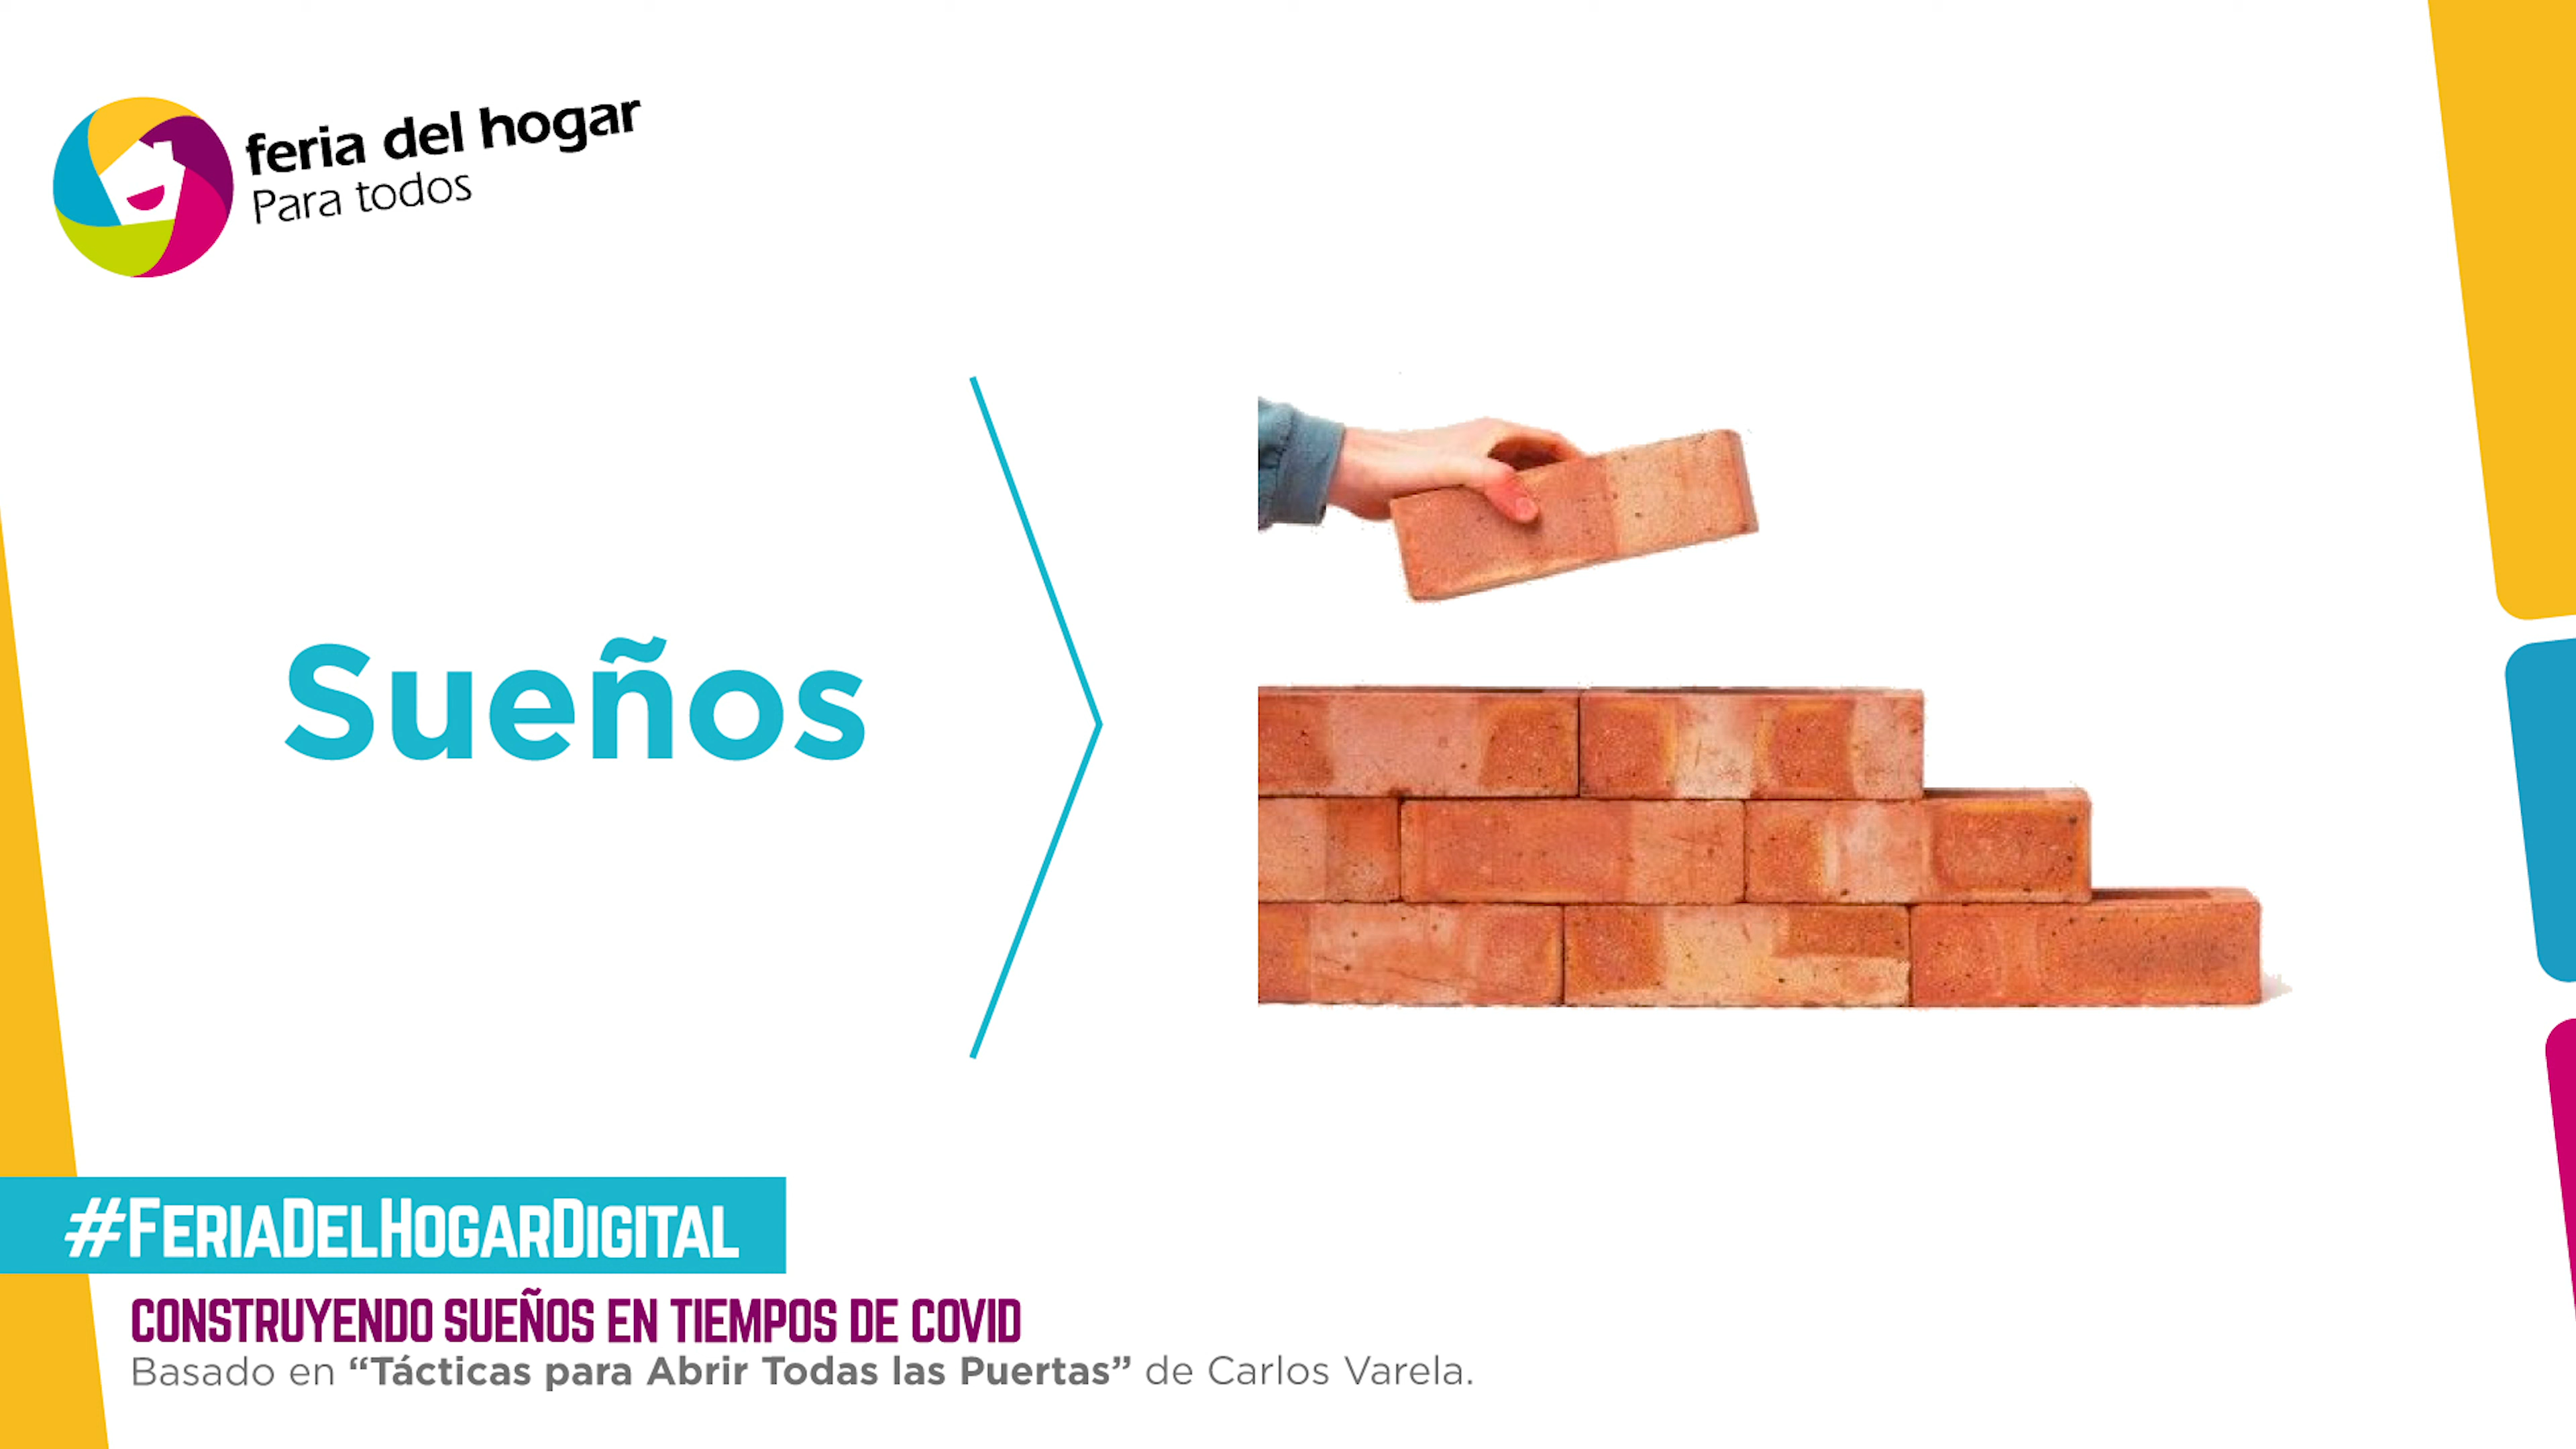 feria del hogar
Para todos
Sueños
#FERIADELHOGARDIGITAL
CONSTRUYENDO SUEÑOS EN TIEMPOS DE COVID
Basado en “Tácticas para Abrir Todas las Puertas” de Carlos Varela.